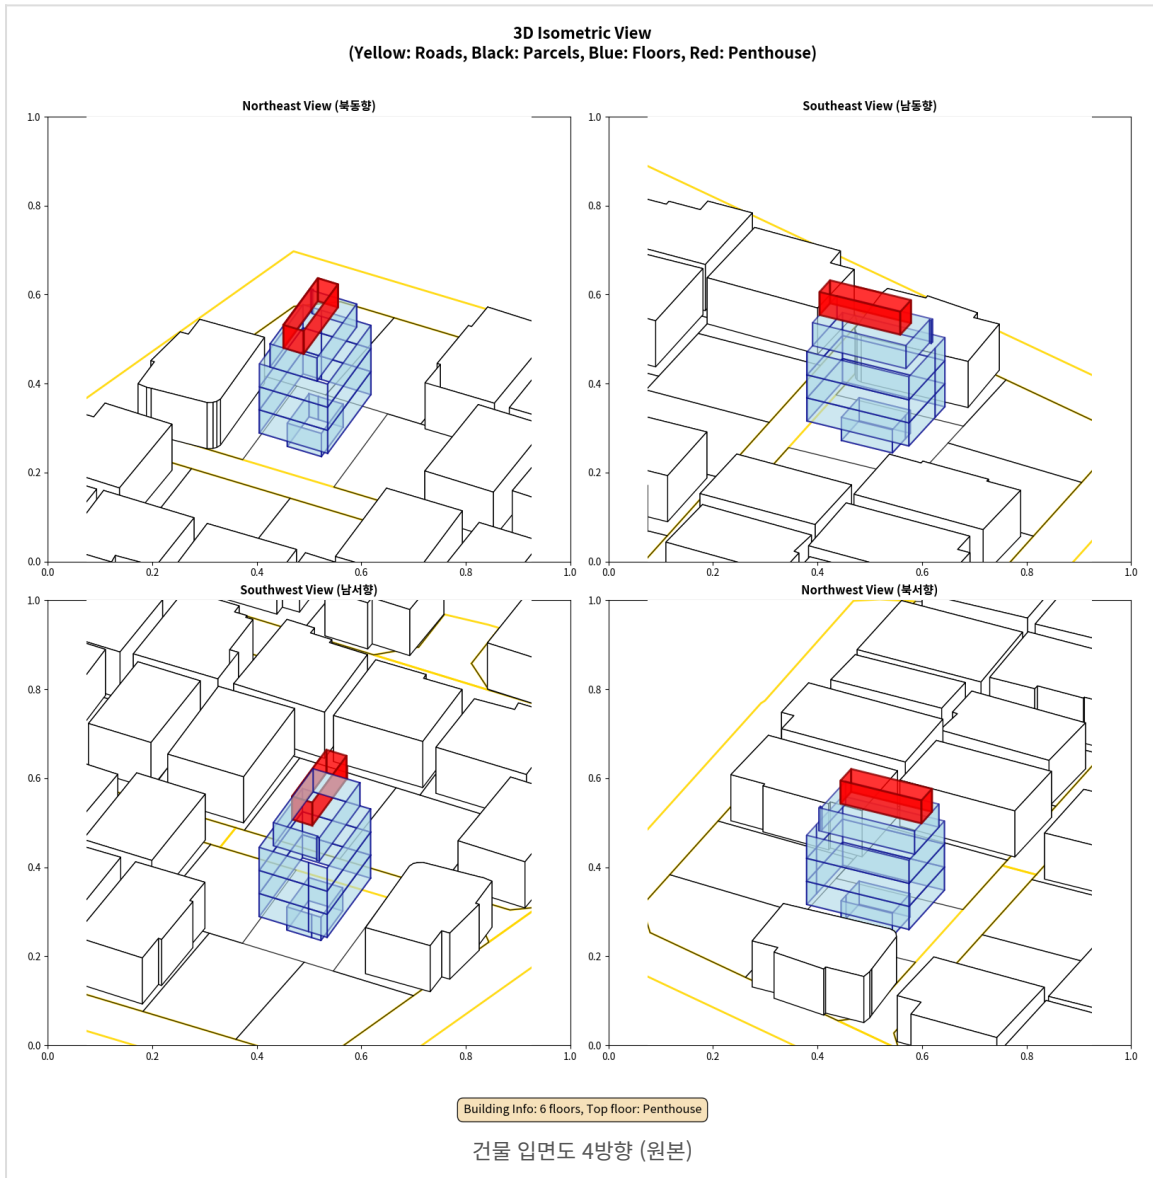 3D Isometric View
(Yellow: Roads, Black: Parcels, Blue: Floors, Red: Penthouse)
Northeast View (북동향)
1.0
0.8
0.6
0.4
0.2
0.0
0.0 0.2 0.4 0.6 0.8 1.0
Southeast View (남동향)
1.0
0.8
0.6
0.4
0.2
0.0
0.0 0.2 0.4 0.6 0.8 1.0
Southwest View (남서향)
1.0
0.8
0.6
0.4
0.2
0.0
0.0 0.2 0.4 0.6 0.8 1.0
Northwest View (북서향)
1.0
0.8
0.6
0.4
0.2
0.0
0.0 0.2 0.4 0.6 0.8 1.0
Building Info: 6 floors, Top floor: Penthouse
건물 입면도 4방향 (원본)